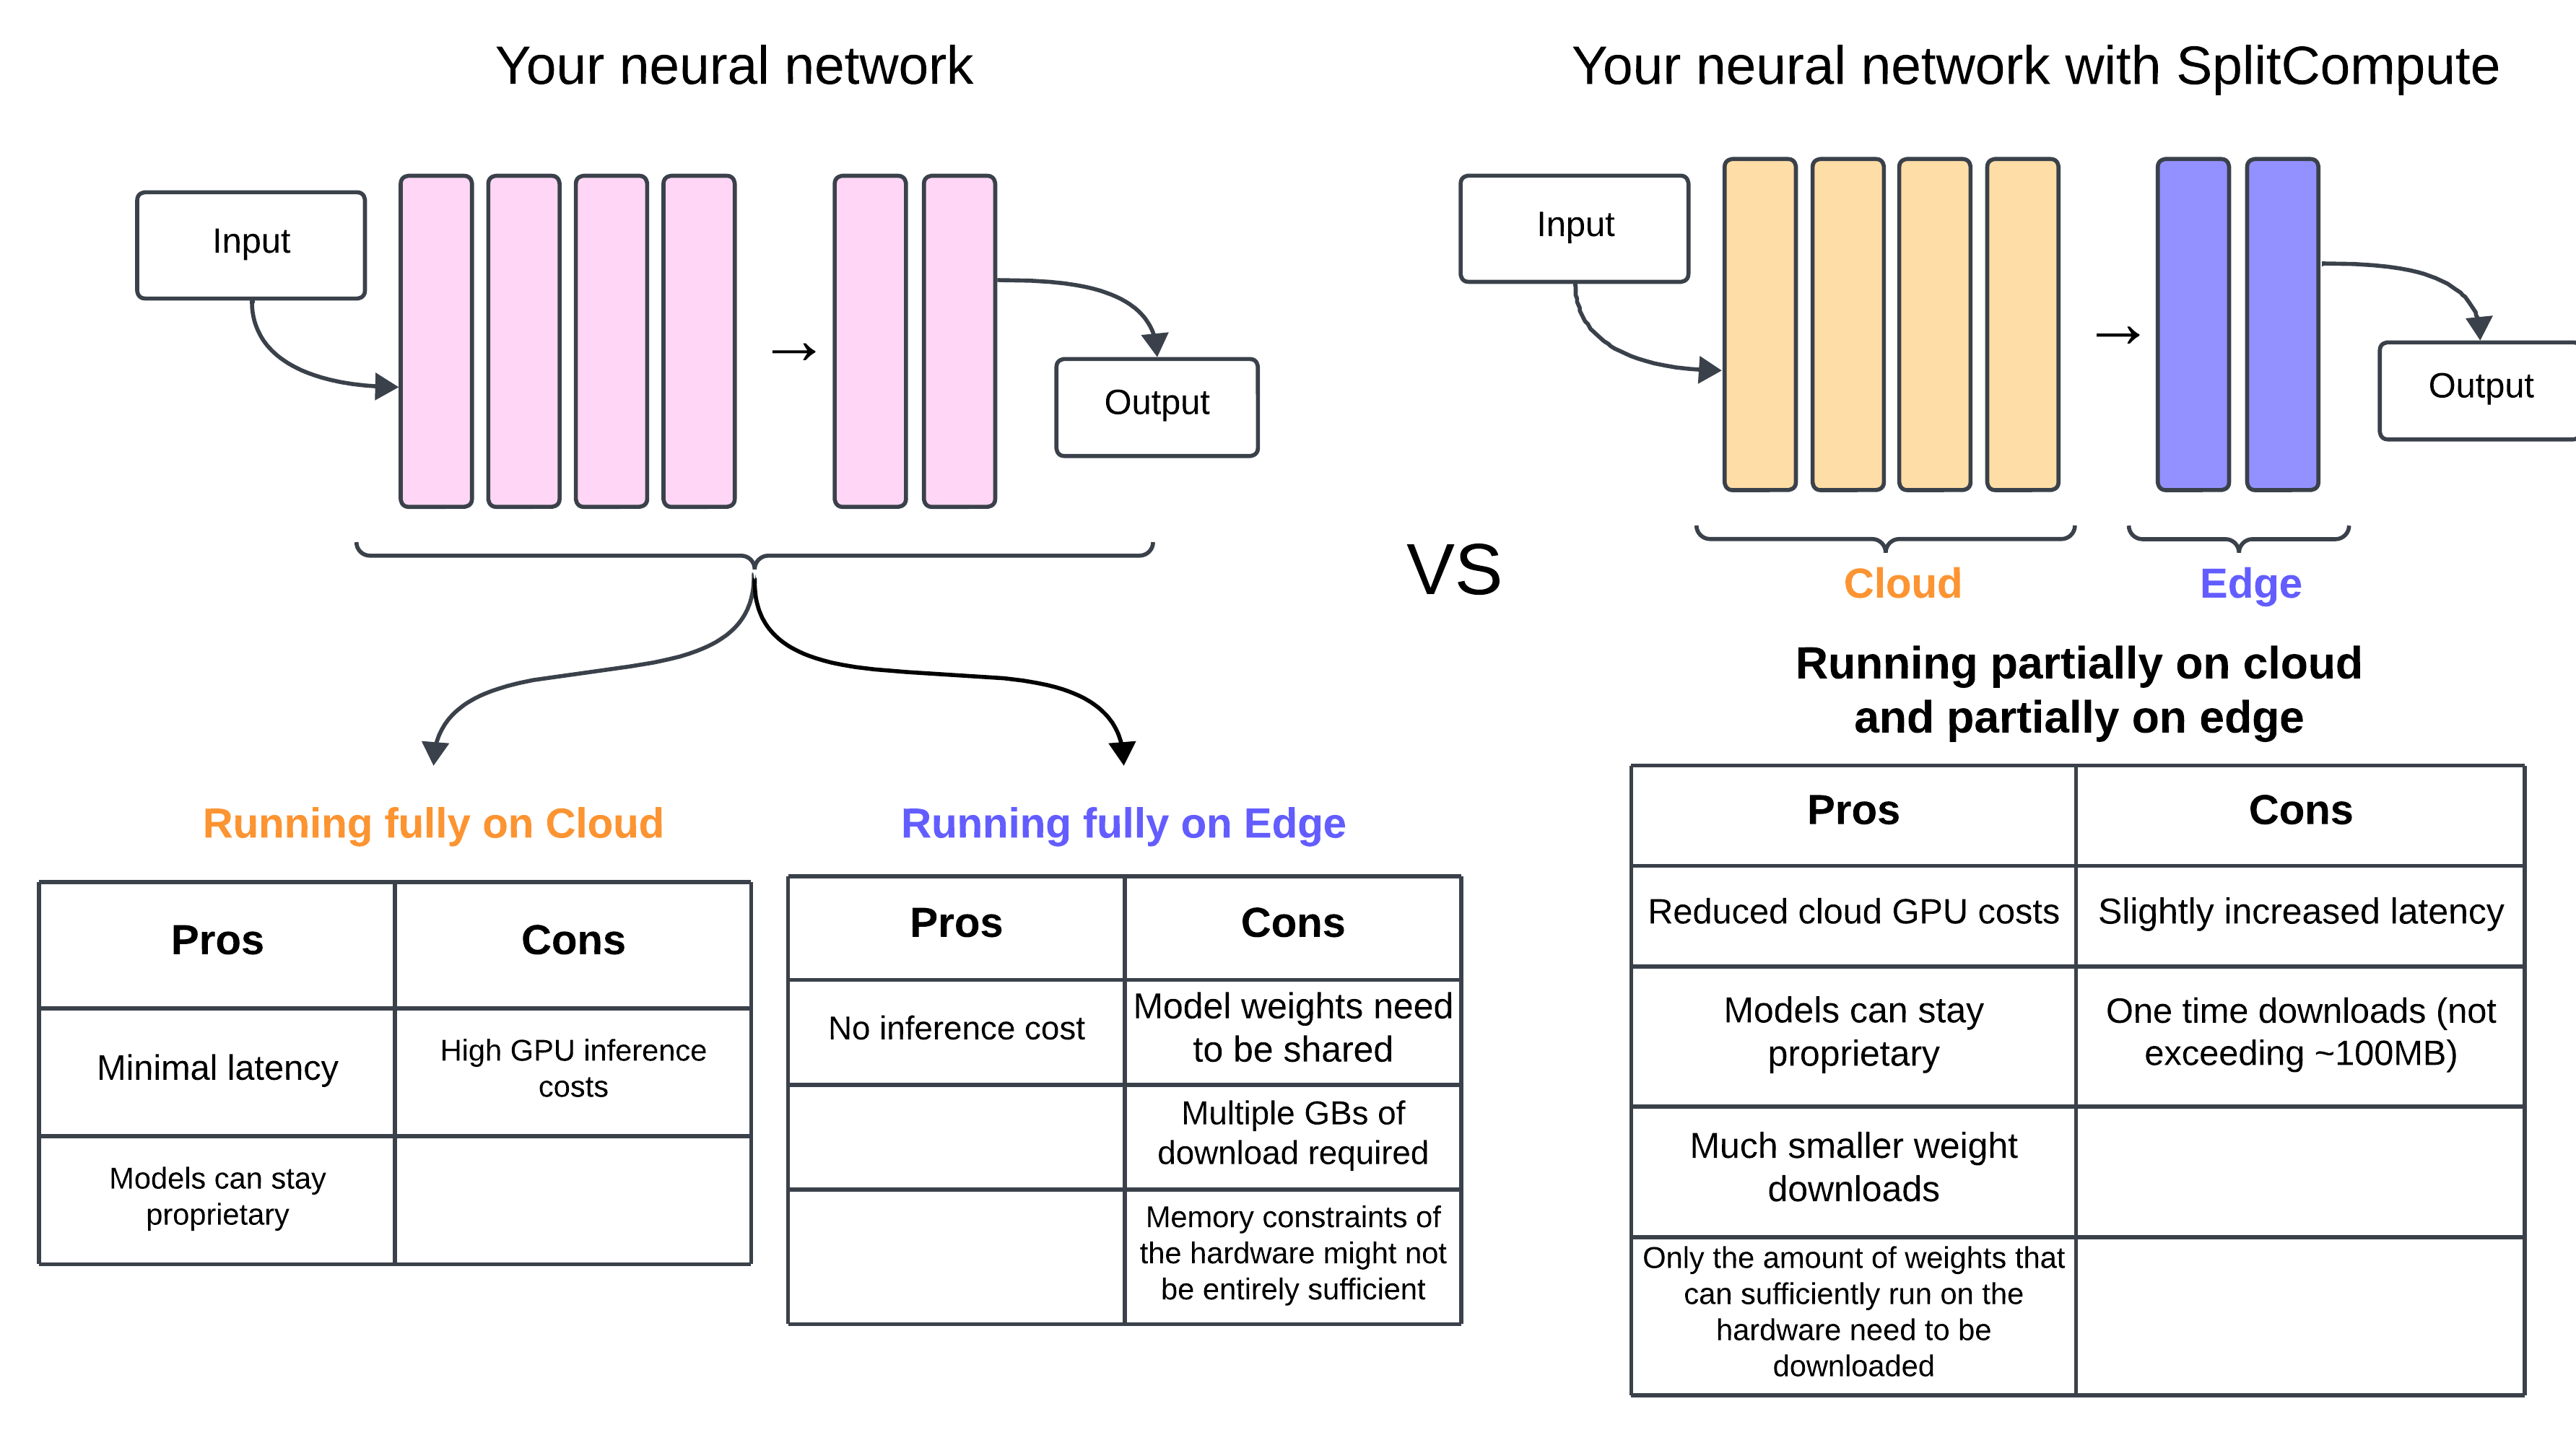 Your neural network
Input
→
Output
Running fully on Cloud
Pros
Cons
Minimal latency
High GPU inference
costs
Models can stay
proprietary
Running fully on Edge
Pros
Cons
No inference cost
Model weights need
to be shared
Multiple GBs of
download required
Memory constraints of
the hardware might not
be entirely sufficient
VS
Your neural network with SplitCompute
Input
→
Output
Cloud
Edge
Running partially on cloud
and partially on edge
Pros
Cons
Reduced cloud GPU costs
Slightly increased latency
Models can stay
proprietary
One time downloads (not
exceeding ~100MB)
Much smaller weight
downloads
Only the amount of weights that
can sufficiently run on the
hardware need to be
downloaded